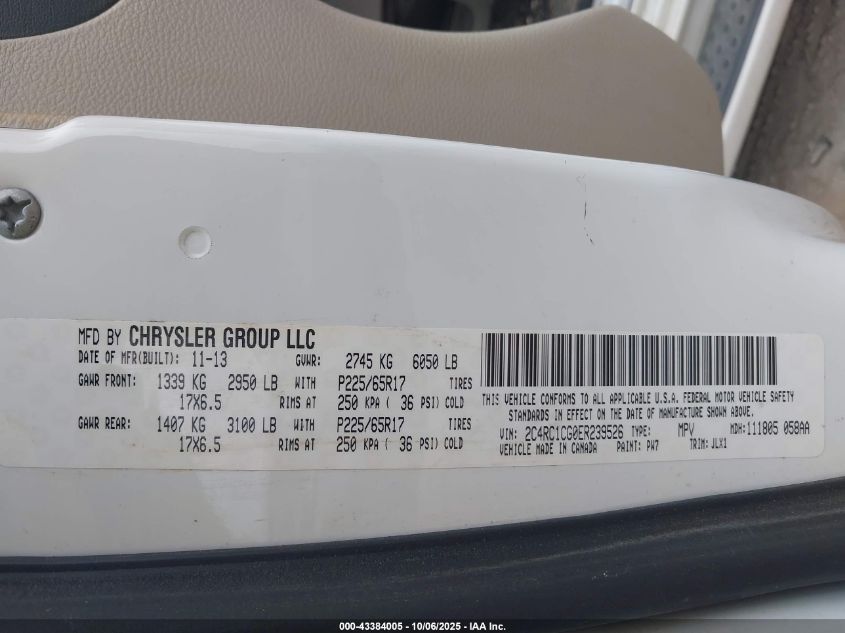 MFD BY CHRYSLER GROUP LLC
DATE OF MFR(BUILT): 11-13 GVWR: 2745 KG 6050 LB
GAWR FRONT: 1339 KG 2950 LB WITH P225/65R17 TIRES
17X6.5 RIMS AT 250 KPA ( 36 PSI) COLD
GAWR REAR: 1407 KG 3100 LB WITH P225/65R17 TIRES
17X6.5 RIMS AT 250 KPA ( 36 PSI) COLD
THIS VEHICLE CONFORMS TO ALL APPLICABLE U.S.A. FEDERAL MOTOR VEHICLE SAFETY
STANDARDS IN EFFECT ON THE DATE OF MANUFACTURE SHOWN ABOVE.
VIN: 2C4RC1CG0ER239526 TYPE: MPV MDH: 111805 058AA
VEHICLE MADE IN CANADA PAINT: PW7 TRIM: JLX1
000-43384005 - 10/06/2025 - IAA Inc.